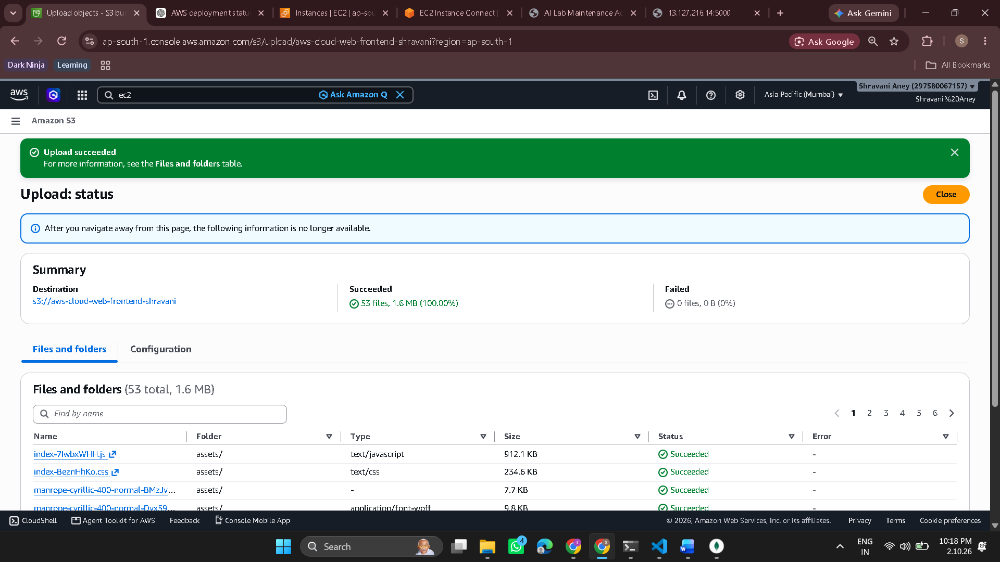 Upload objects - S3 bu
AWS deployment statu
Instances | EC2 | ap-sou
EC2 Instance Connect |
AI Lab Maintenance Ac
13.127.216.14:5000
Ask Gemini
ap-south-1.console.aws.amazon.com/s3/upload/aws-cloud-web-frontend-shravani?region=ap-south-1
Ask Google
S
Dark Ninja
Learning
All Bookmarks
aws
ec2
Ask Amazon Q
Asia Pacific (Mumbai)
Shravani Aney (297580067157)
Shravani%20Aney
Amazon S3
Upload succeeded
For more information, see the Files and folders table.
Upload: status
Close
After you navigate away from this page, the following information is no longer available.
Summary
Destination
s3://aws-cloud-web-frontend-shravani
Succeeded
53 files, 1.6 MB (100.00%)
Failed
0 files, 0 B (0%)
Files and folders
Configuration
Files and folders (53 total, 1.6 MB)
Find by name
1 2 3 4 5 6
Name Folder Type Size Status Error
index-7IwbxWHH.js assets/ text/javascript 912.1 KB Succeeded -
index-BeznHhKo.css assets/ text/css 234.6 KB Succeeded -
manrope-cyrillic-400-normal-BMzJv... assets/ - 7.7 KB Succeeded -
manrope-cyrillic-400-normal-Dvx59... assets/ application/font-woff 9.8 KB Succeeded -
CloudShell
Agent Toolkit for AWS
Feedback
Console Mobile App
© 2026, Amazon Web Services, Inc. or its affiliates.
Privacy
Terms
Cookie preferences
Search
4
ENG
IN
10:18 PM
2.10.26